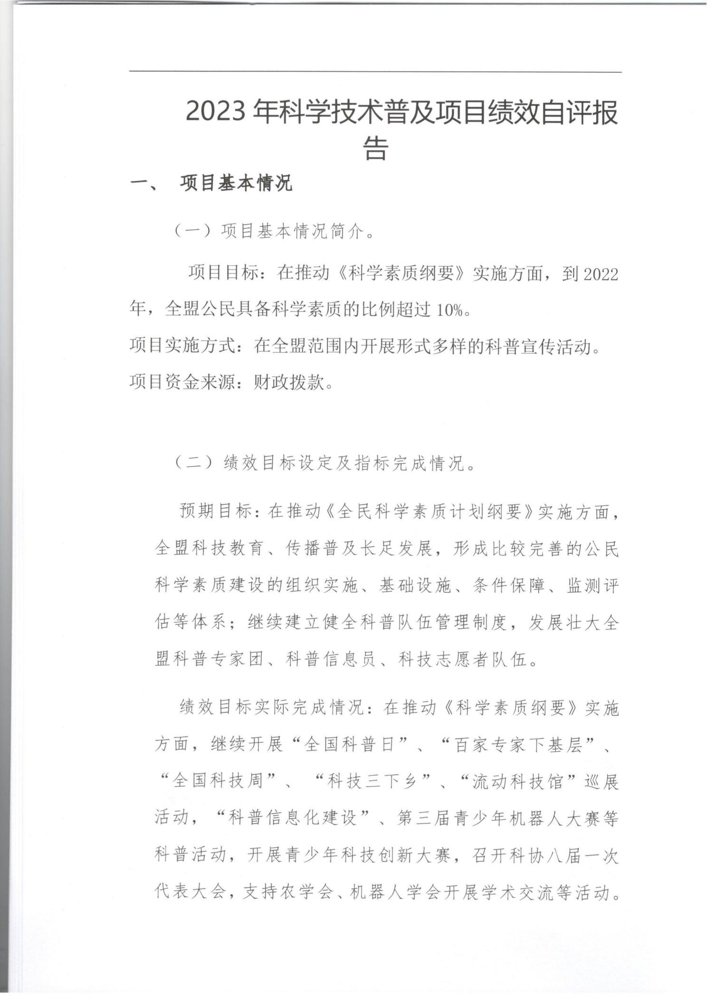 2023 年科学技术普及项目绩效自评报
告
一、 项目基本情况
（一）项目基本情况简介。
项目目标：在推动《科学素质纲要》实施方面，到 2022
年，全盟公民具备科学素质的比例超过 10%。
项目实施方式：在全盟范围内开展形式多样的科普宣传活动。
项目资金来源：财政拨款。
（二）绩效目标设定及指标完成情况。
预期目标：在推动《全民科学素质计划纲要》实施方面，
全盟科技教育、传播普及长足发展，形成比较完善的公民
科学素质建设的组织实施、基础设施、条件保障、监测评
估等体系；继续建立健全科普队伍管理制度，发展壮大全
盟科普专家团、科普信息员、科技志愿者队伍。
绩效目标实际完成情况：在推动《科学素质纲要》实施
方面，继续开展“全国科普日”、“百家专家下基层”、
“全国科技周”、 “科技三下乡”、“流动科技馆”巡展
活动，“科普信息化建设”、第三届青少年机器人大赛等
科普活动，开展青少年科技创新大赛，召开科协八届一次
代表大会，支持农学会、机器人学会开展学术交流等活动。